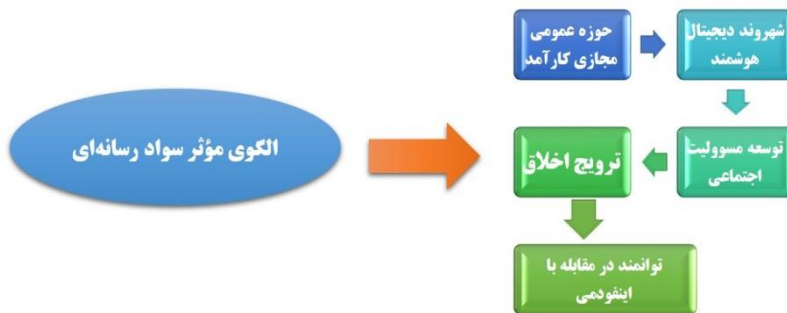 الگوی مؤثر سواد رسانه‌ای
حوزه عمومی
مجازی کارآمد
شهروند دیجیتال
هوشمند
توسعه مسوولیت
اجتماعی
ترویج اخلاق
توانمند در مقابله با
اینفودمی